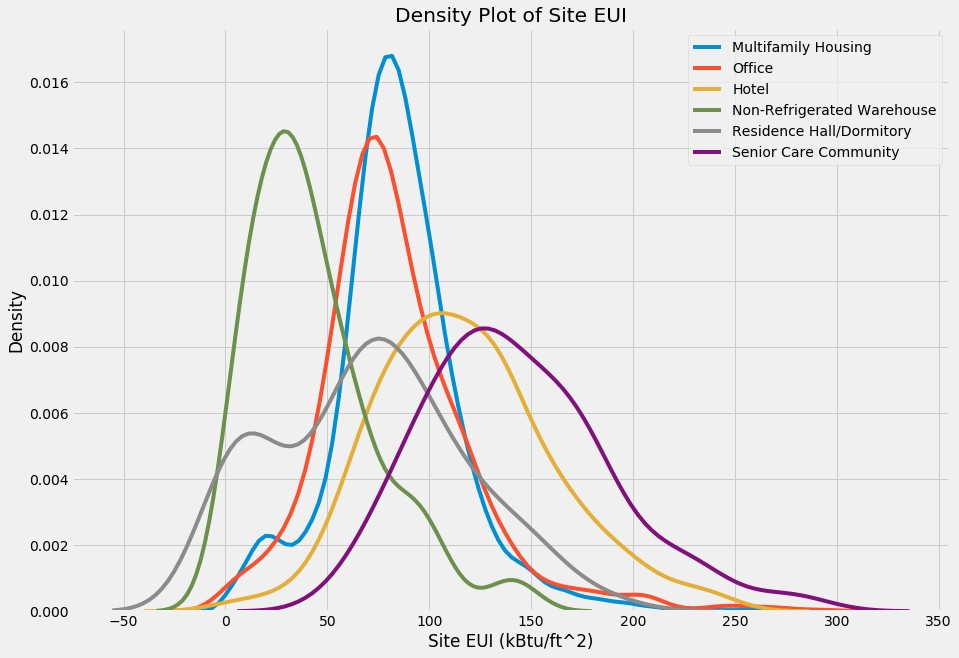 Density Plot of Site EUI
Multifamily Housing
Office
Hotel
Non-Refrigerated Warehouse
Residence Hall/Dormitory
Senior Care Community
0.016
0.014
0.012
0.010
0.008
0.006
0.004
0.002
0.000
Density
−50
0
50
100
150
200
250
300
350
Site EUI (kBtu/ft^2)